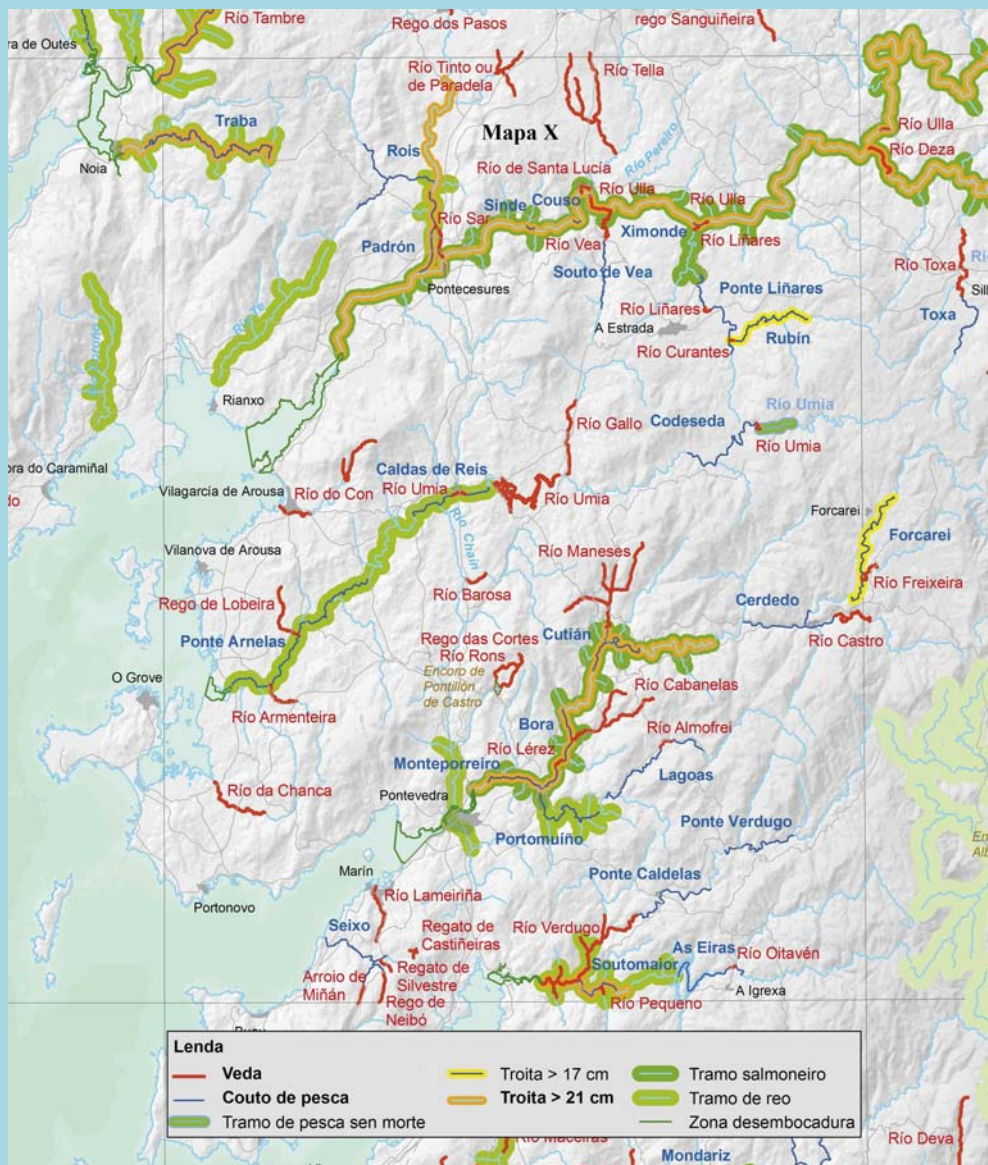 Río Tambre
Rego dos Pasos
rego Sanguiñeira
ra de Outes
Río Tinto ou
de Paradela
Río Tella
Traba
Mapa X
Río Pereiro
Río Ulla
Río Deza
Noia
Rois
Río de Santa Lucía
Río Ulla
Río Ulla
Sinde
Couso
Río Sar
Padrón
Río Vea
Ximonde
Río Liñares
Souto de Vea
Pontecesures
Ponte Liñares
Río Toxa
Sil
Río Liñares
A Estrada
Toxa
Río Curantes
Rubín
Rianxo
Río Gallo
Codeseda
Río Umia
Río Umia
ora do Caramiñal
do
Caldas de Reis
Vilagarcía de Arousa
Río do Con
Río Umia
Río Umia
Forcarei
Forcarei
Río Chain
Vilanova de Arousa
Río Maneses
Río Freixeira
Río Barosa
Rego de Lobeira
Cerdedo
Río Castro
Ponte Arnelas
Rego das Cortes
Río Rons
Cutián
Encoro de
Pontillón
de Castro
O Grove
Río Cabanelas
Río Armenteira
Bora
Río Almofrei
Río Lérez
Monteporreiro
Lagoas
Río da Chanca
Pontevedra
Portomuíño
Ponte Verdugo
En
Alb
Marín
Ponte Caldelas
Portonovo
Río Lameiriña
Seixo
Regato de
Castiñeiras
Río Verdugo
As Eiras
Soutomaior
Río Oitavén
Arroio de
Miñán
Regato de
Silvestre
Río Pequeno
A Igrexa
Rego de
Neibó
Lenda
Veda
Couto de pesca
Tramo de pesca sen morte
Troita > 17 cm
Troita > 21 cm
Tramo salmoneiro
Tramo de reo
Zona desembocadura
Río Maceiras
Río Deva
Mondariz